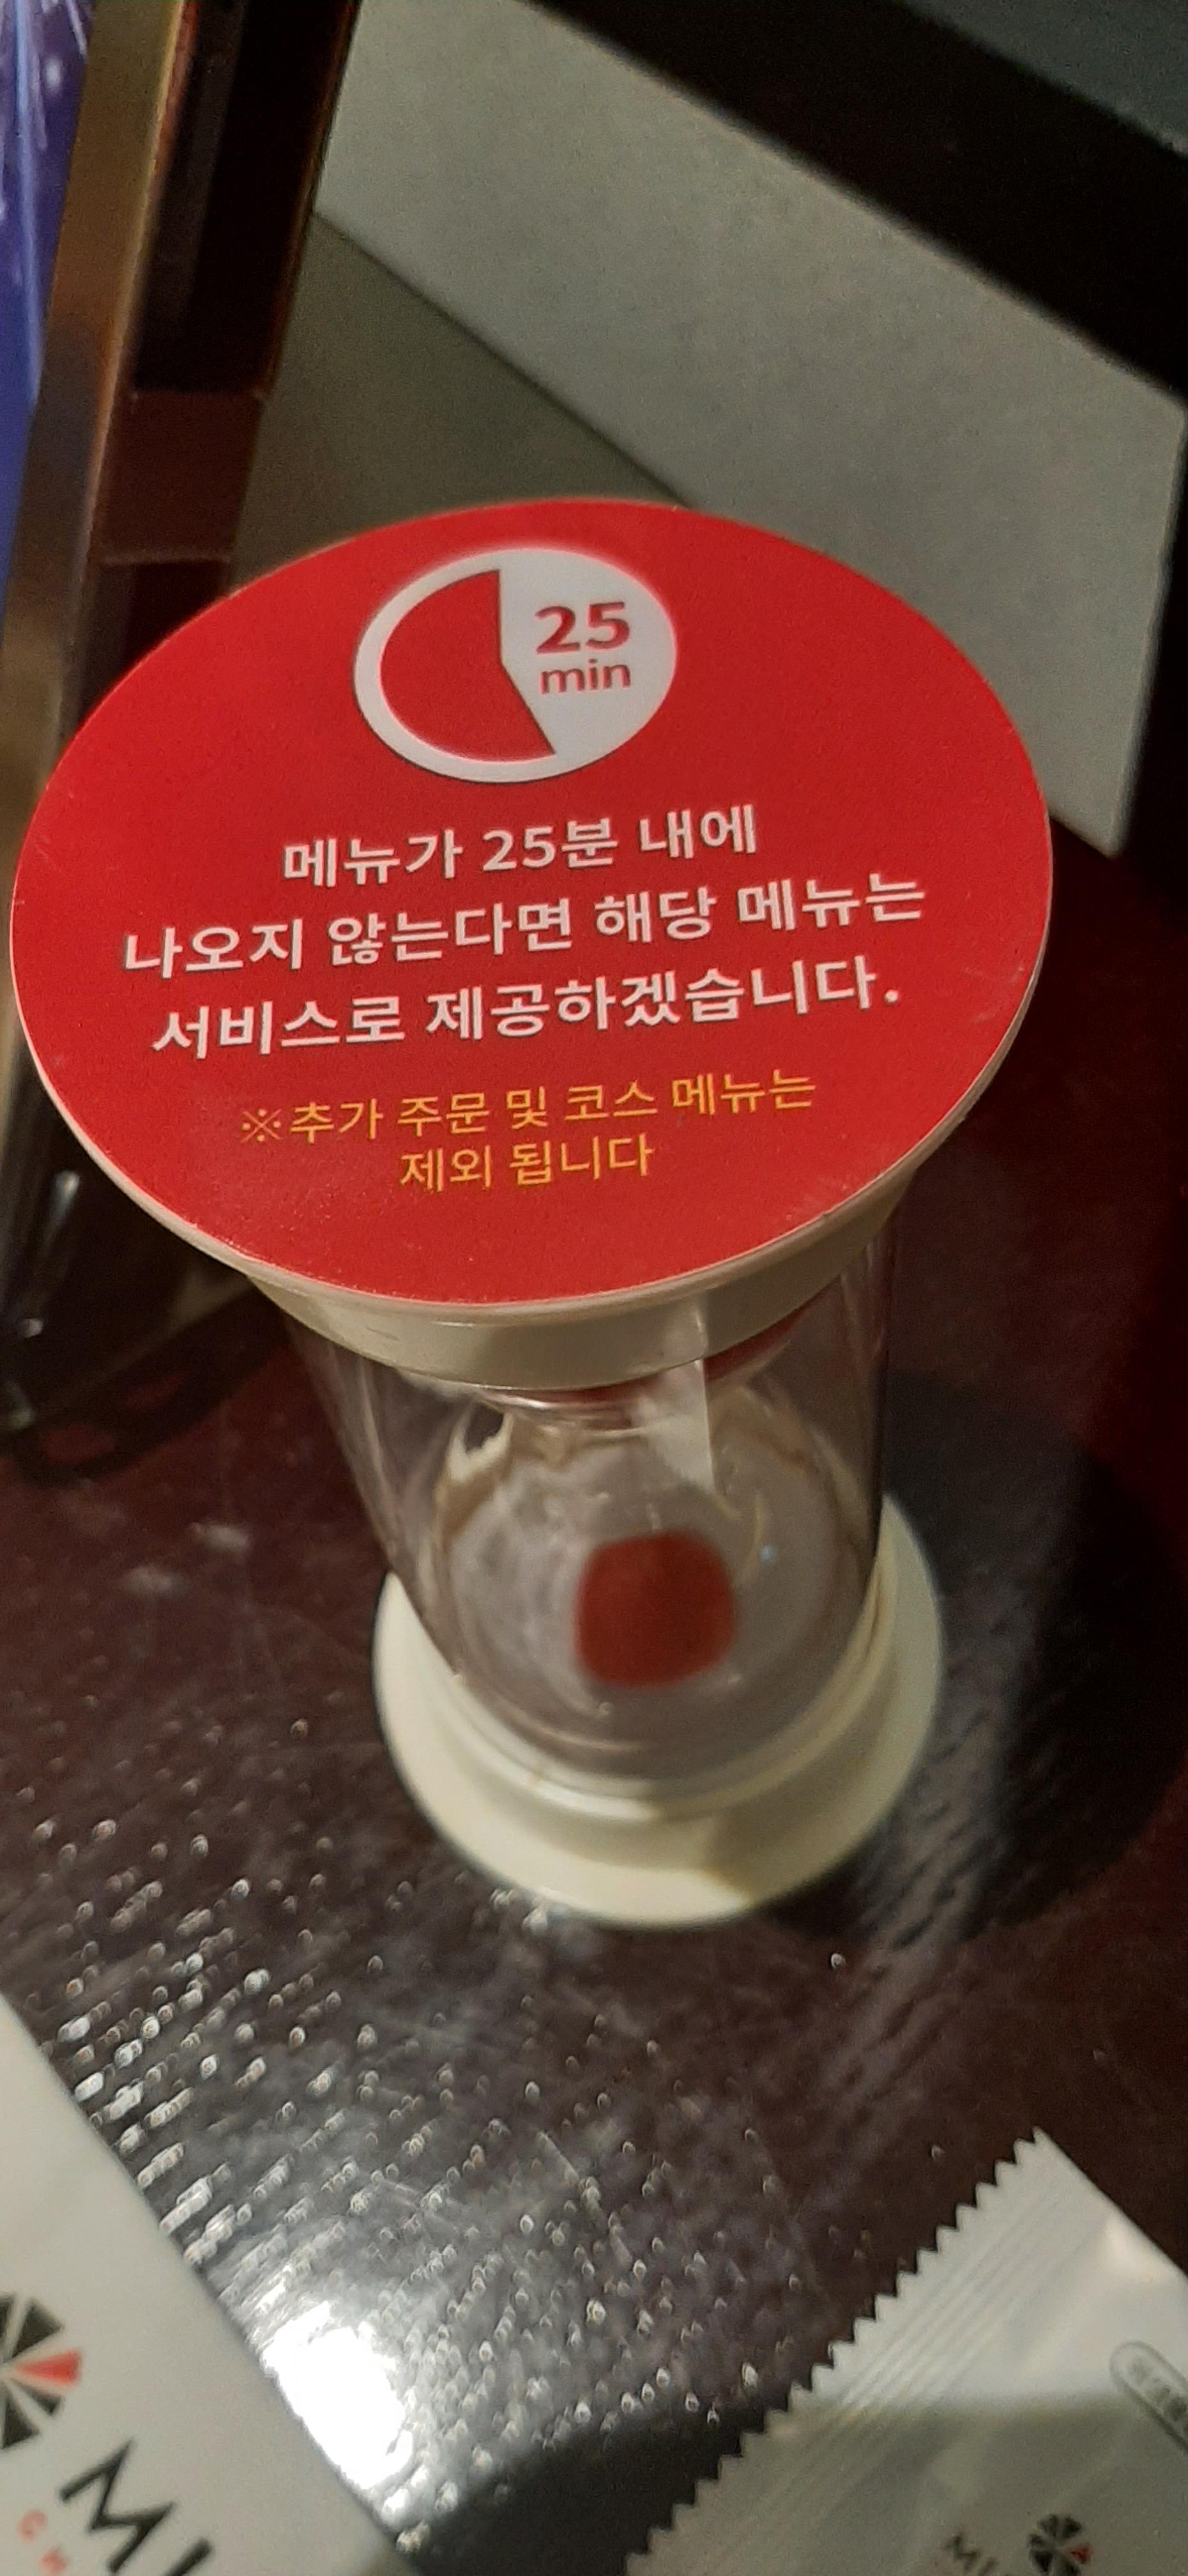 25
min
메뉴가 25분 내에
나오지 않는다면 해당 메뉴는
서비스로 제공하겠습니다.
※추가 주문 및 코스 메뉴는
제외 됩니다